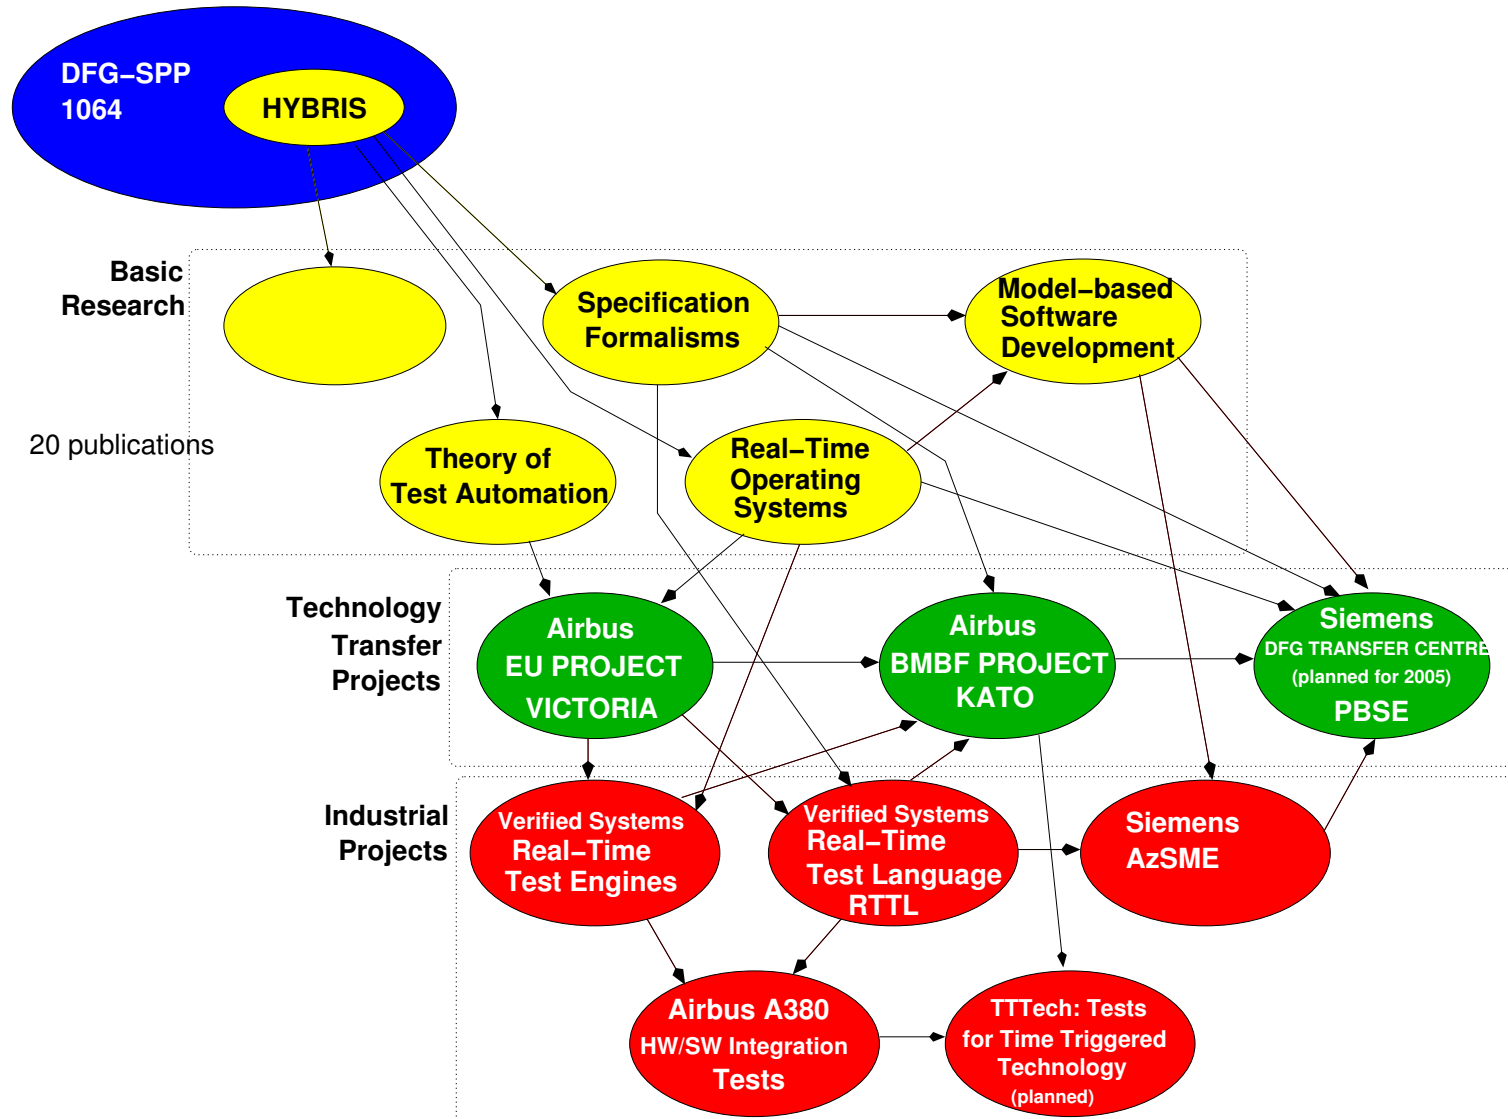 DFG−SPP
1064
HYBRIS
Basic
Research
Specification
Formalisms
Model−based
Software
Development
20 publications
Theory of
Test Automation
Real−Time
Operating
Systems
Technology
Transfer
Projects
Airbus
EU PROJECT
VICTORIA
Airbus
BMBF PROJECT
KATO
Siemens
DFG TRANSFER CENTRE
(planned for 2005)
PBSE
Industrial
Projects
Verified Systems
Real−Time
Test Engines
Verified Systems
Real−Time
Test Language
RTTL
Siemens
AzSME
Airbus A380
HW/SW Integration
Tests
TTTech: Tests
for Time Triggered
Technology
(planned)